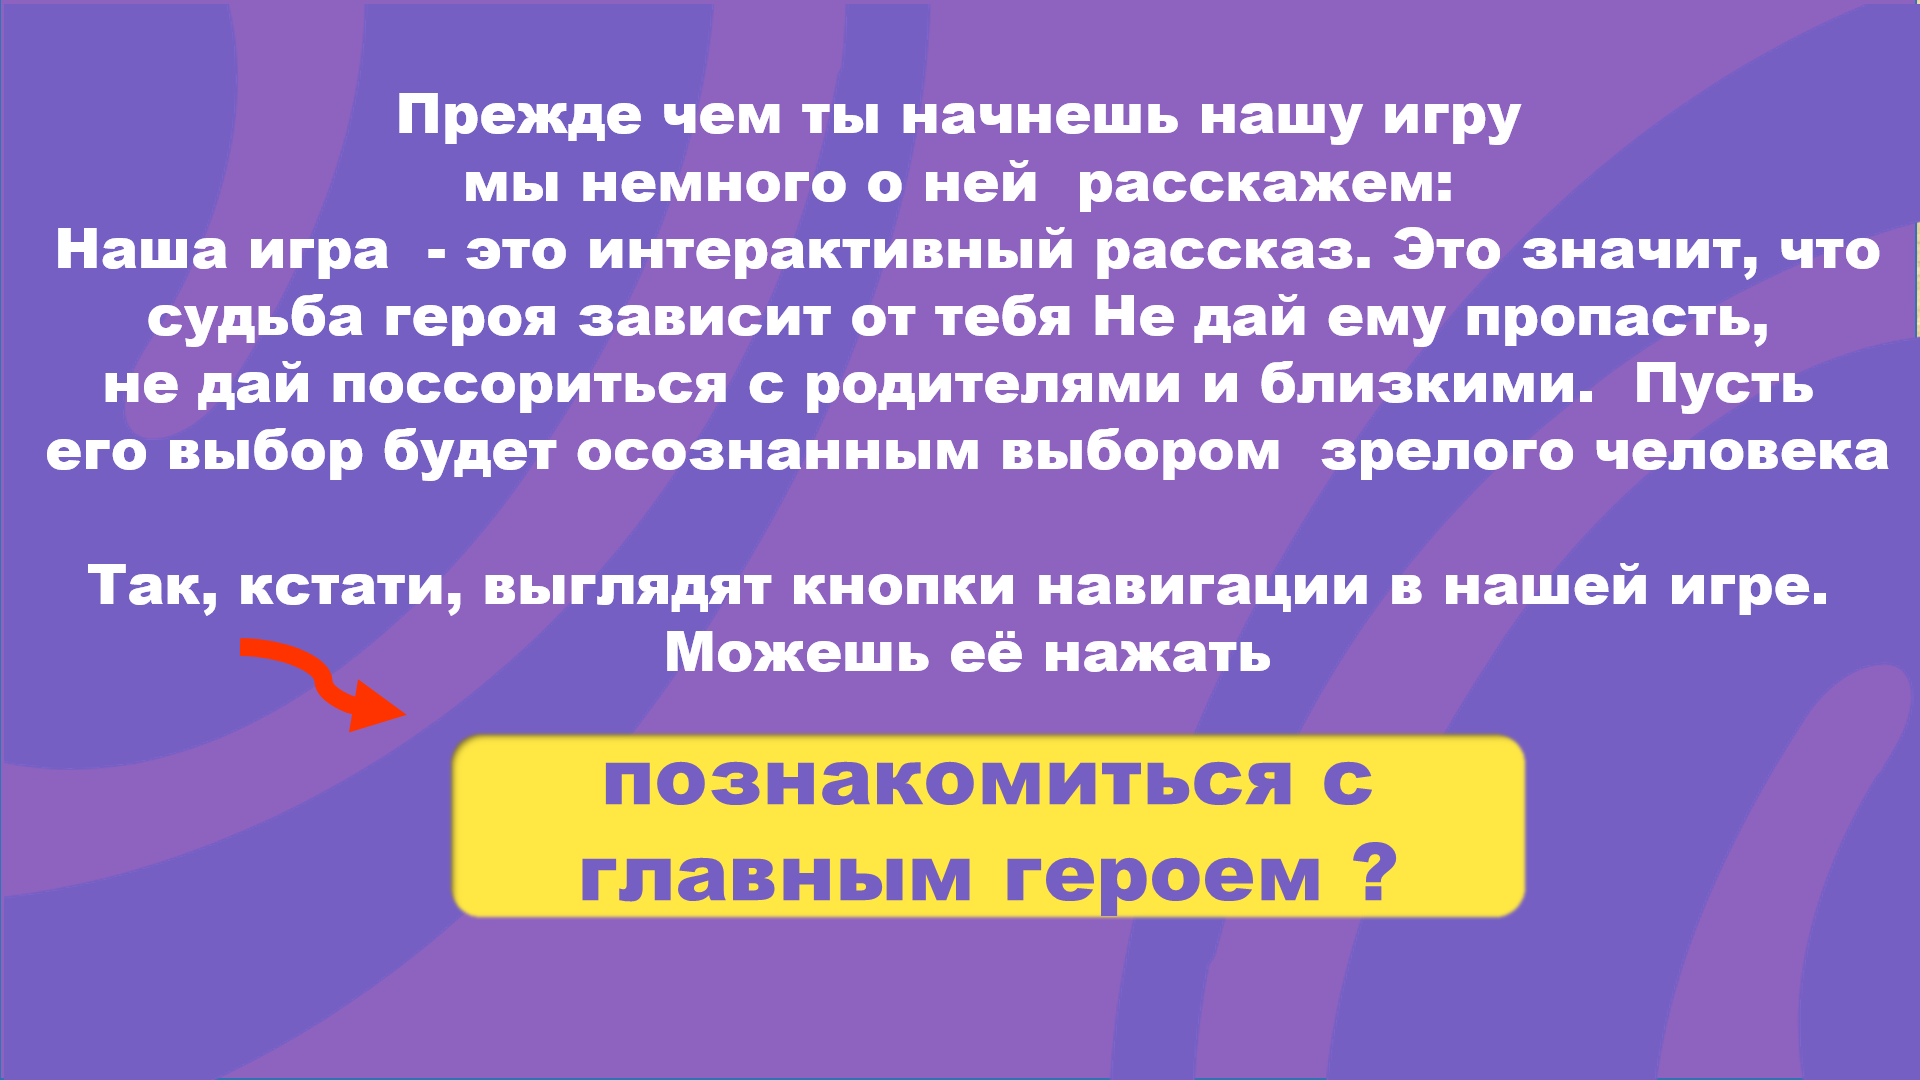 Прежде чем ты начнешь нашу игру
мы немного о ней  расскажем:
Наша игра  - это интерактивный рассказ. Это значит, что
судьба героя зависит от тебя Не дай ему пропасть,
не дай поссориться с родителями и близкими.  Пусть
его выбор будет осознанным выбором  зрелого человека
Так, кстати, выглядят кнопки навигации в нашей игре.
Можешь её нажать
познакомиться с
главным героем ?